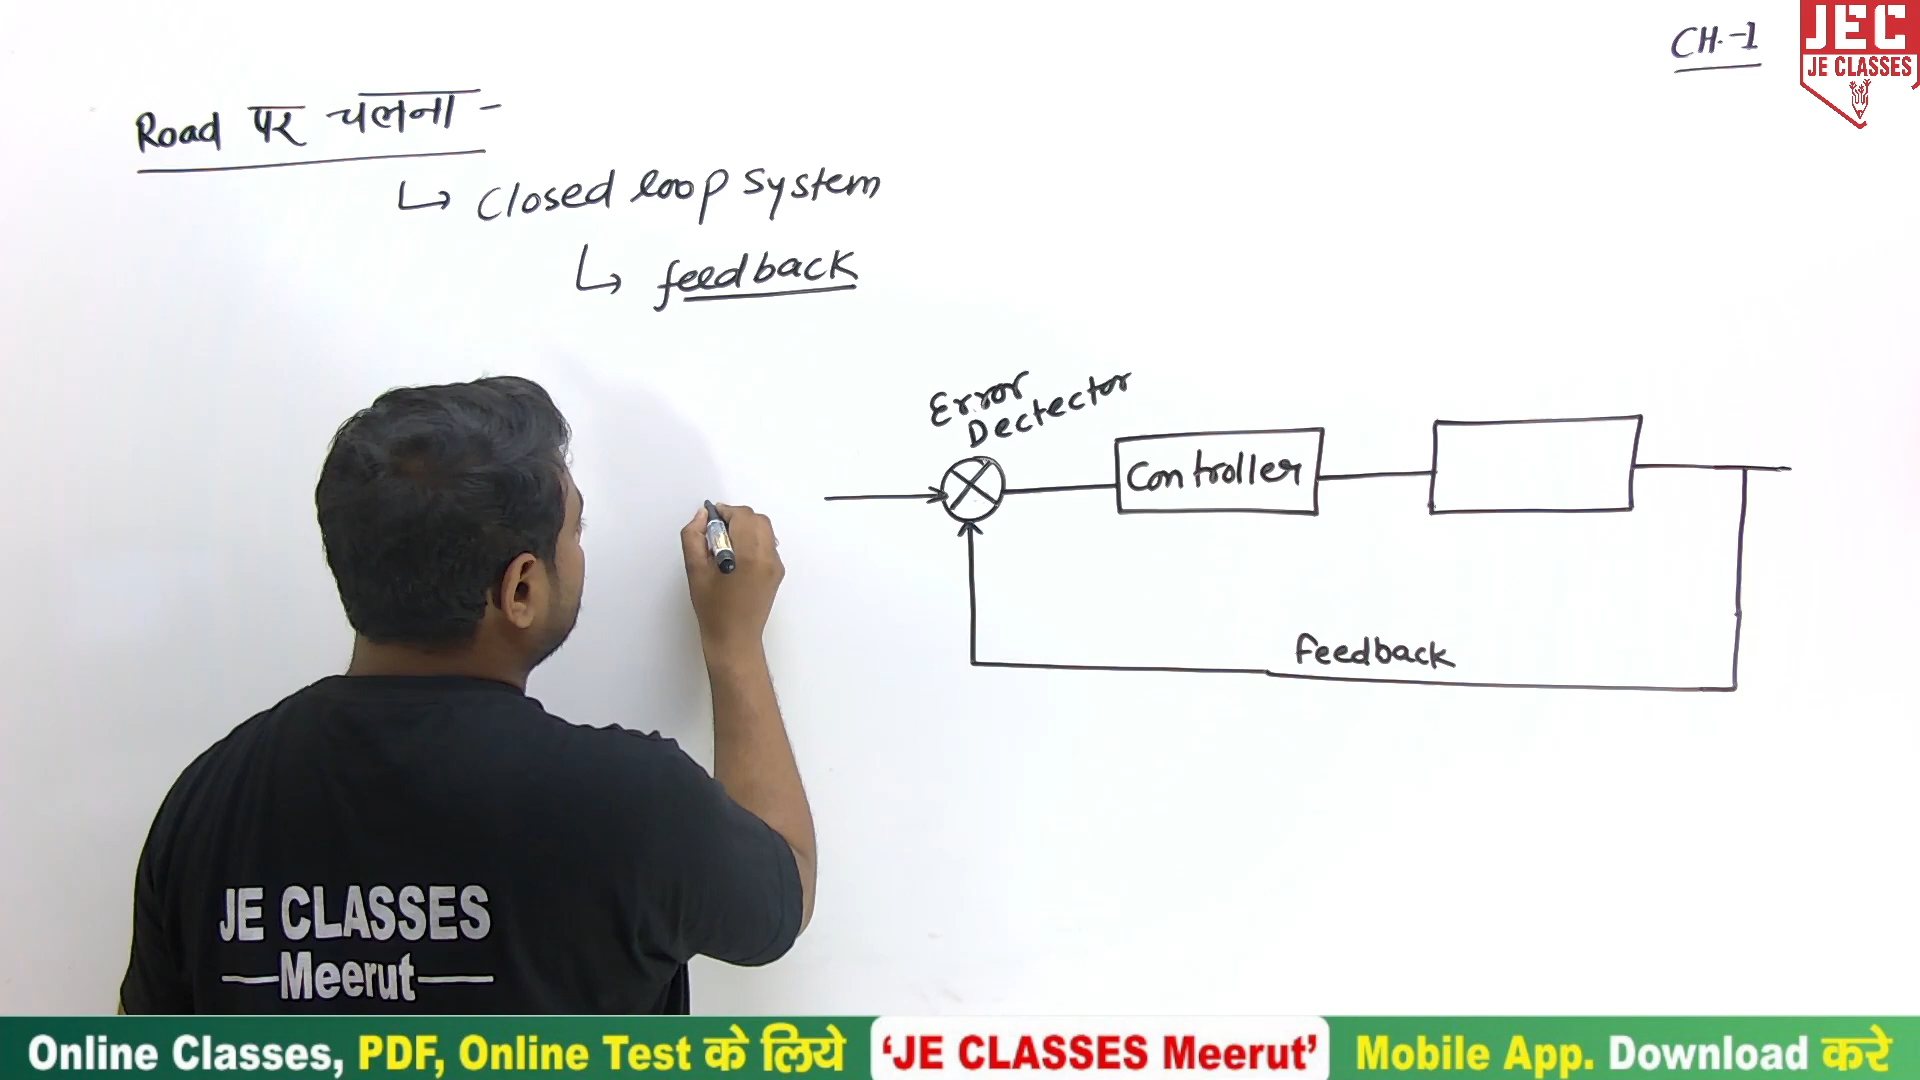 CH.-1
JEC
JE CLASSES
Road पर चलना -
↳ Closed loop system
↳ feedback
Error
Dectector
Controller
feedback
JE CLASSES
—Meerut—
Online Classes, PDF, Online Test के लिये 'JE CLASSES Meerut' Mobile App. Download करे